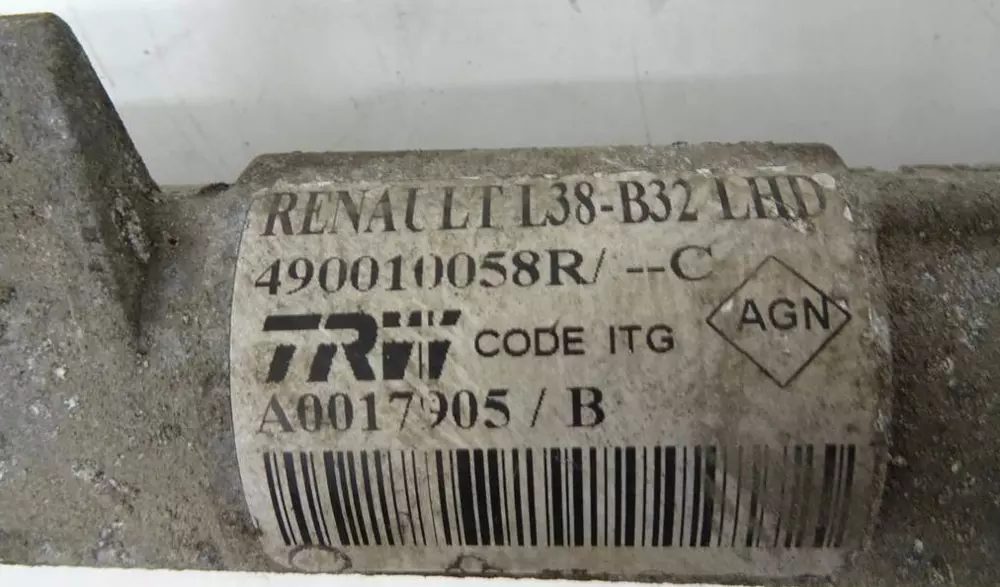 RENAULT L38-B32 LHD
490010058R/ --C
AGN
TRW CODE ITG
A0017905 / B